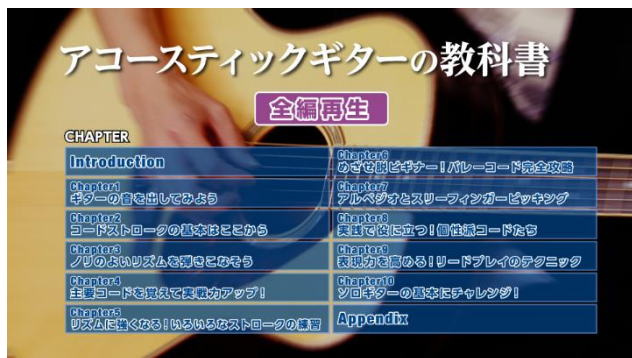 アコースティックギターの教科書
全編再生
CHAPTER
Introduction
Chapter1
ギターの音を出してみよう
Chapter2
コードストロークの基本はここから
Chapter3
ノリのよいリズムを弾きこなそう
Chapter4
主要コードを覚えて実戦力アップ!
Chapter5
リズムに強くなる!いろいろなストロークの練習
Chapter6
めざせ脱ビギナー!バレーコード完全攻略
Chapter7
アルペジオとスリーフィンガーピッキング
Chapter8
実践で役に立つ!個性派コードたち
Chapter9
表現力を高める!リードプレイのテクニック
Chapter10
ソロギターの基本にチャレンジ!
Appendix